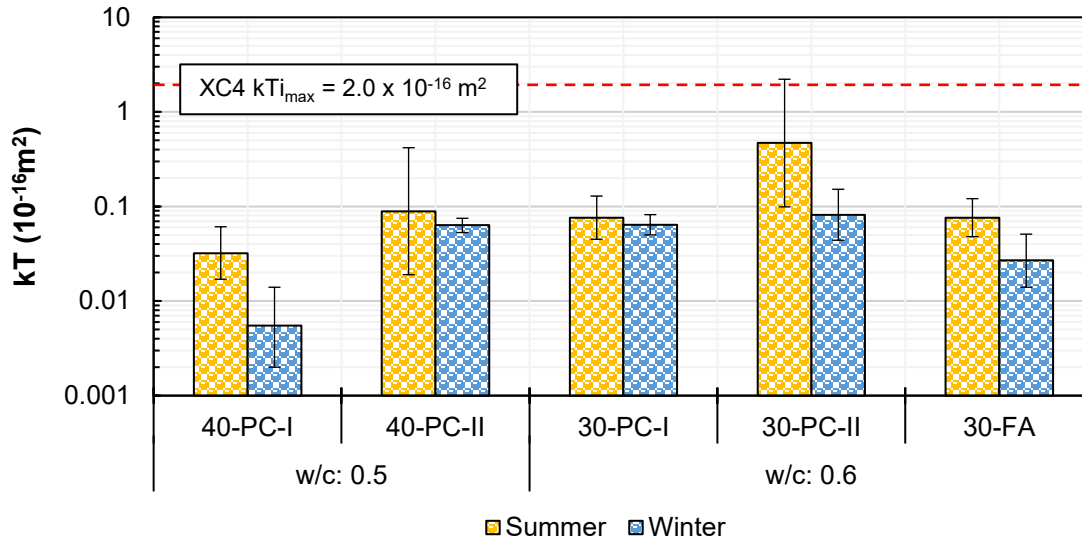 10
XC4 kTi_max = 2.0 x 10⁻¹⁶ m²
1
0.1
0.01
0.001
kT (10⁻¹⁶m²)
40-PC-I 40-PC-II 30-PC-I 30-PC-II 30-FA
w/c: 0.5 w/c: 0.6
Summer Winter